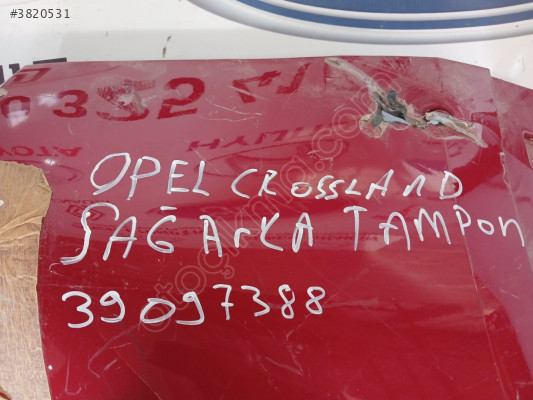 #3820531
OPEL CROSSLAND
SAĞ ARKA TAMPON
39097388